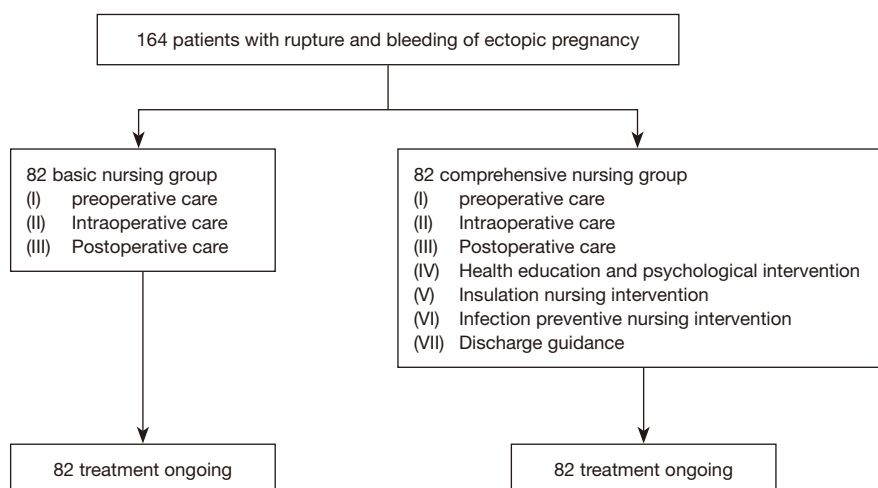 164 patients with rupture and bleeding of ectopic pregnancy
82 basic nursing group
(I) preoperative care
(II) Intraoperative care
(III) Postoperative care
82 comprehensive nursing group
(I) preoperative care
(II) Intraoperative care
(III) Postoperative care
(IV) Health education and psychological intervention
(V) Insulation nursing intervention
(VI) Infection preventive nursing intervention
(VII) Discharge guidance
82 treatment ongoing
82 treatment ongoing